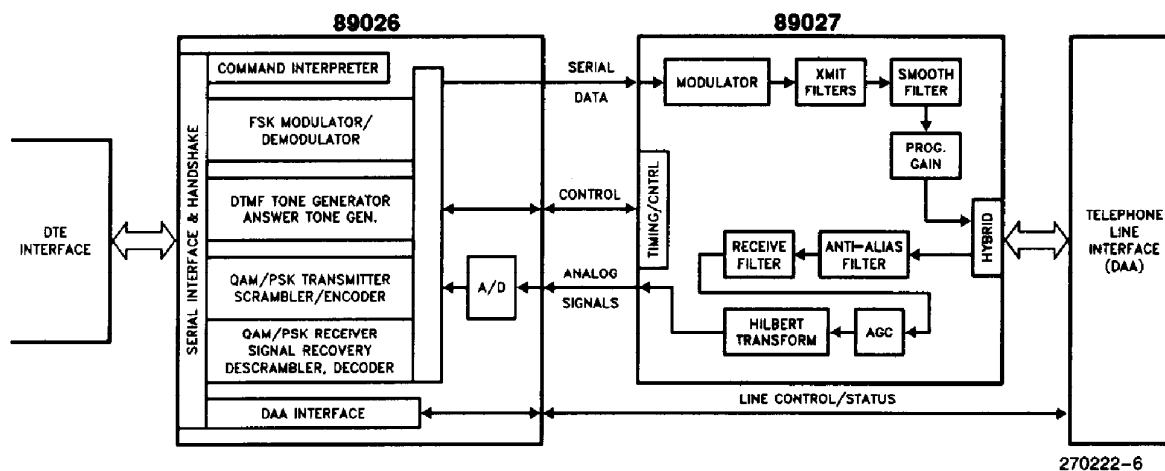 89026
89027
DTE
INTERFACE
SERIAL INTERFACE & HANDSHAKE
COMMAND INTERPRETER
FSK MODULATOR/
DEMODULATOR
DTMF TONE GENERATOR
ANSWER TONE GEN.
QAM/PSK TRANSMITTER
SCRAMBLER/ENCODER
QAM/PSK RECEIVER
SIGNAL RECOVERY
DESCRAMBLER, DECODER
DAA INTERFACE
A/D
SERIAL
DATA
CONTROL
ANALOG
SIGNALS
TIMING/CNTRL
MODULATOR
XMIT
FILTERS
SMOOTH
FILTER
PROG.
GAIN
HYBRID
RECEIVE
FILTER
ANTI-ALIAS
FILTER
HILBERT
TRANSFORM
AGC
LINE CONTROL/STATUS
TELEPHONE
LINE
INTERFACE
(DAA)
270222-6